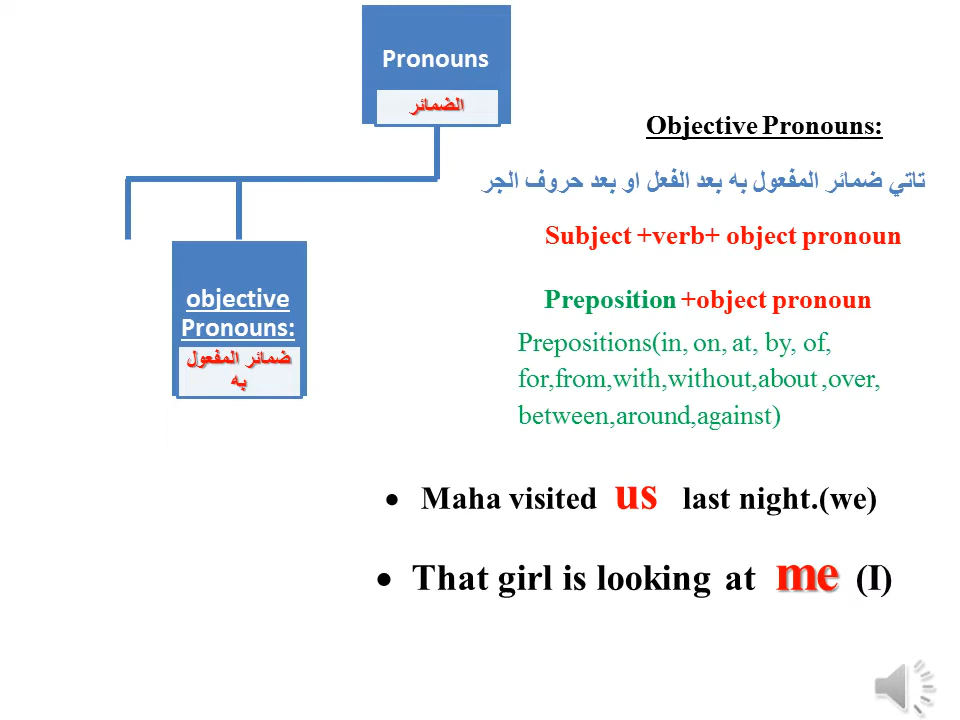 Pronouns
الضمائر
objective
Pronouns:
ضمائر المفعول
به
Objective Pronouns:
تاتي ضمائر المفعول به بعد الفعل او بعد حروف الجر
Subject +verb+ object pronoun
Preposition +object pronoun
Prepositions(in, on, at, by, of,
for,from,with,without,about ,over,
between,around,against)
• Maha visited us last night.(we)
• That girl is looking at me (I)